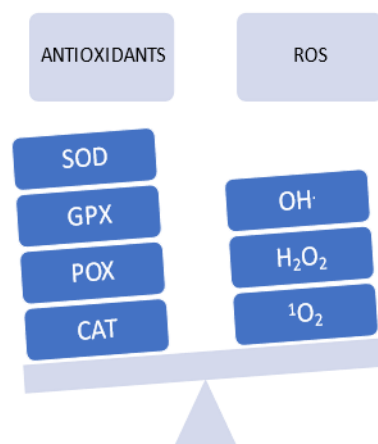 ANTIOXIDANTS
ROS
SOD
GPX
POX
CAT
OH·
H₂O₂
¹O₂